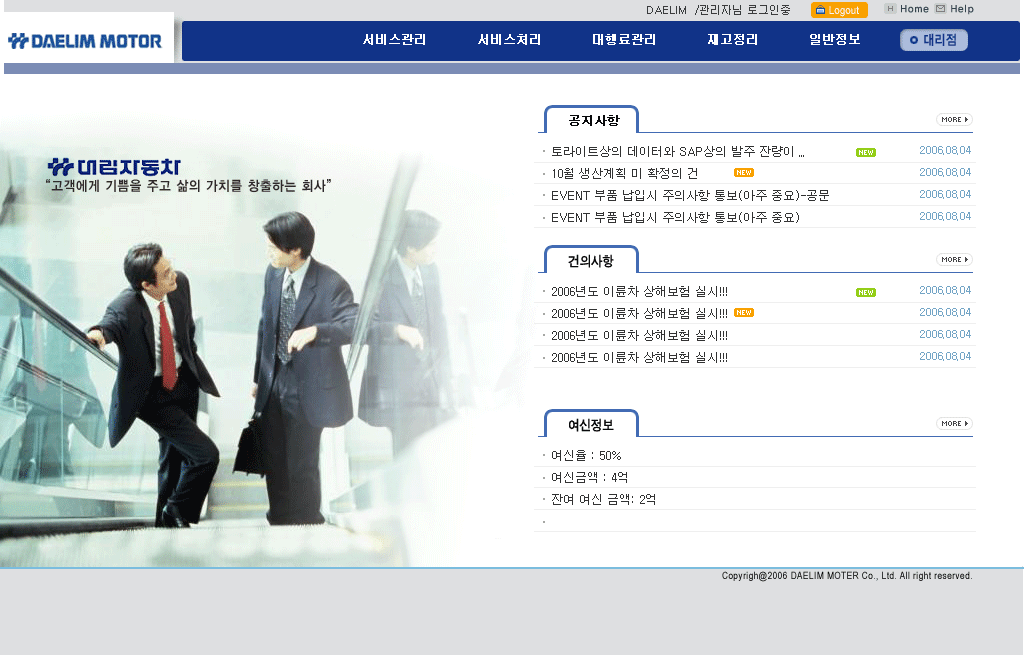 DAELIM /관리자님 로그인중 Logout H Home Help
DAELIM MOTOR
서비스관리 서비스처리 대행료관리 재고정리 일반정보 대리점
공지사항 MORE
토라이트상의 데이터와 SAP상의 발주 잔량이 ... NEW 2006.08.04
10월 생산계획 미 확정의 건 NEW 2006.08.04
EVENT 부품 납입시 주의사항 통보(아주 중요)-공문 2006.08.04
EVENT 부품 납입시 주의사항 통보(아주 중요) 2006.08.04
대림자동차
“고객에게 기쁨을 주고 삶의 가치를 창출하는 회사”
건의사항 MORE
2006년도 이륜차 상해보험 실시!!! NEW 2006.08.04
2006년도 이륜차 상해보험 실시!!! NEW 2006.08.04
2006년도 이륜차 상해보험 실시!!! 2006.08.04
2006년도 이륜차 상해보험 실시!!! 2006.08.04
여신정보 MORE
여신율 : 50%
여신금액 : 4억
잔여 여신 금액: 2억
Copyrigh@2006 DAELIM MOTER Co., Ltd. All right reserved.